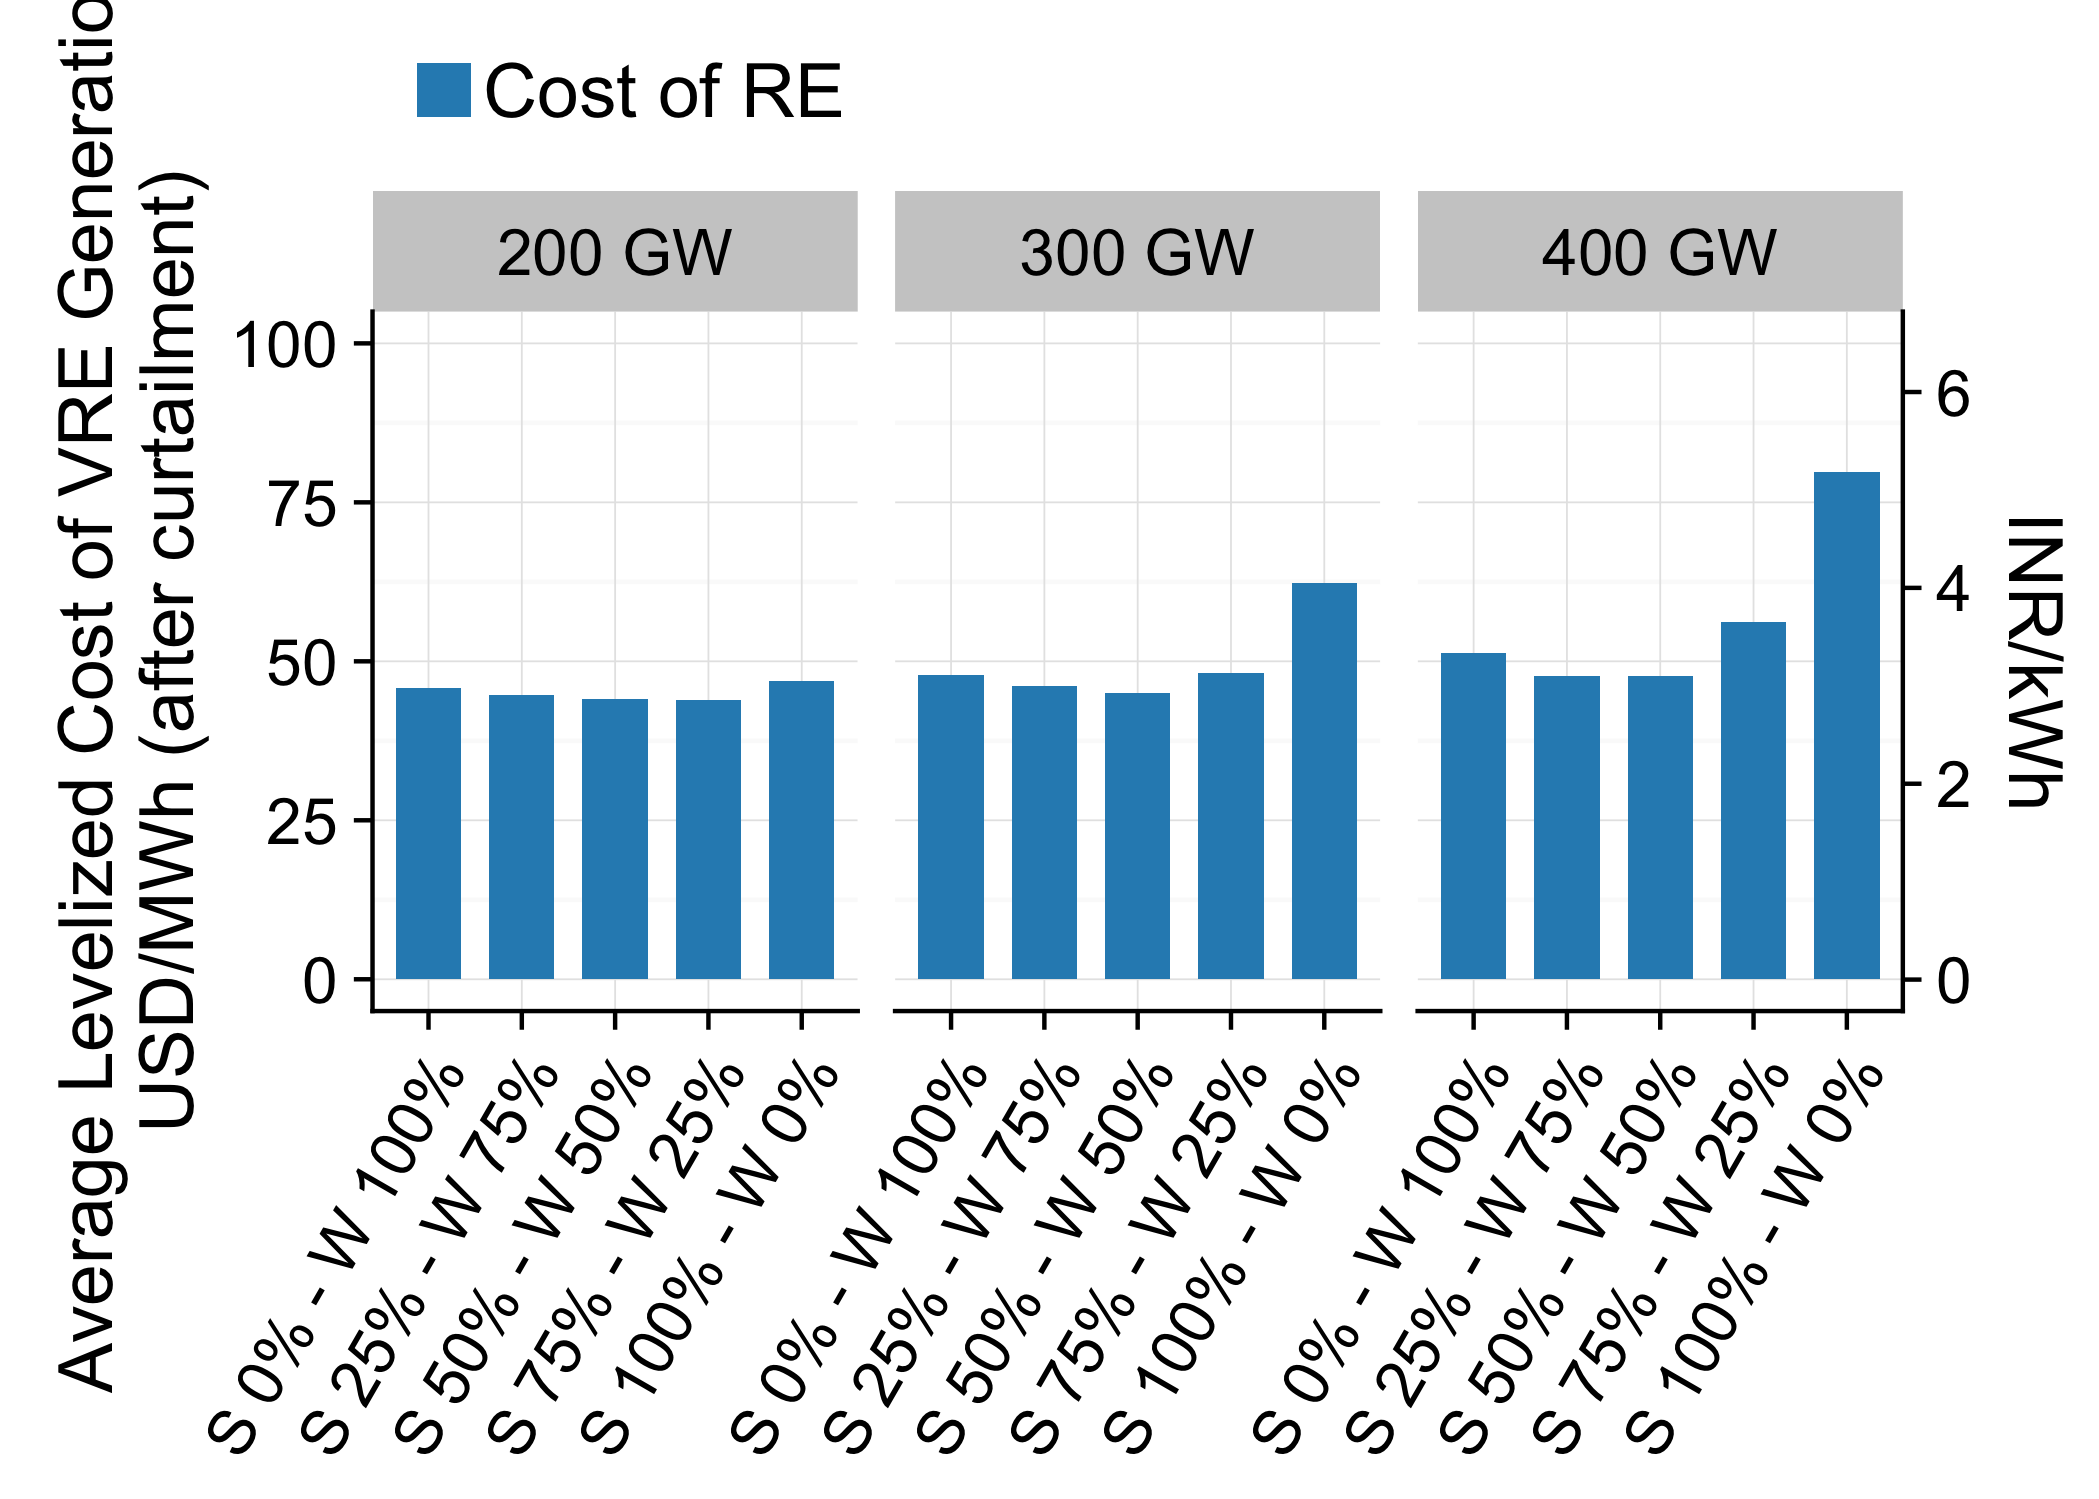 Cost of RE
200 GW
300 GW
400 GW
Average Levelized Cost of VRE Generatio
USD/MWh (after curtailment)
100
75
50
25
0
6
4
2
0
INR/kWh
S 0% - W 100%
S 25% - W 75%
S 50% - W 50%
S 75% - W 25%
S 100% - W 0%
S 0% - W 100%
S 25% - W 75%
S 50% - W 50%
S 75% - W 25%
S 100% - W 0%
S 0% - W 100%
S 25% - W 75%
S 50% - W 50%
S 75% - W 25%
S 100% - W 0%